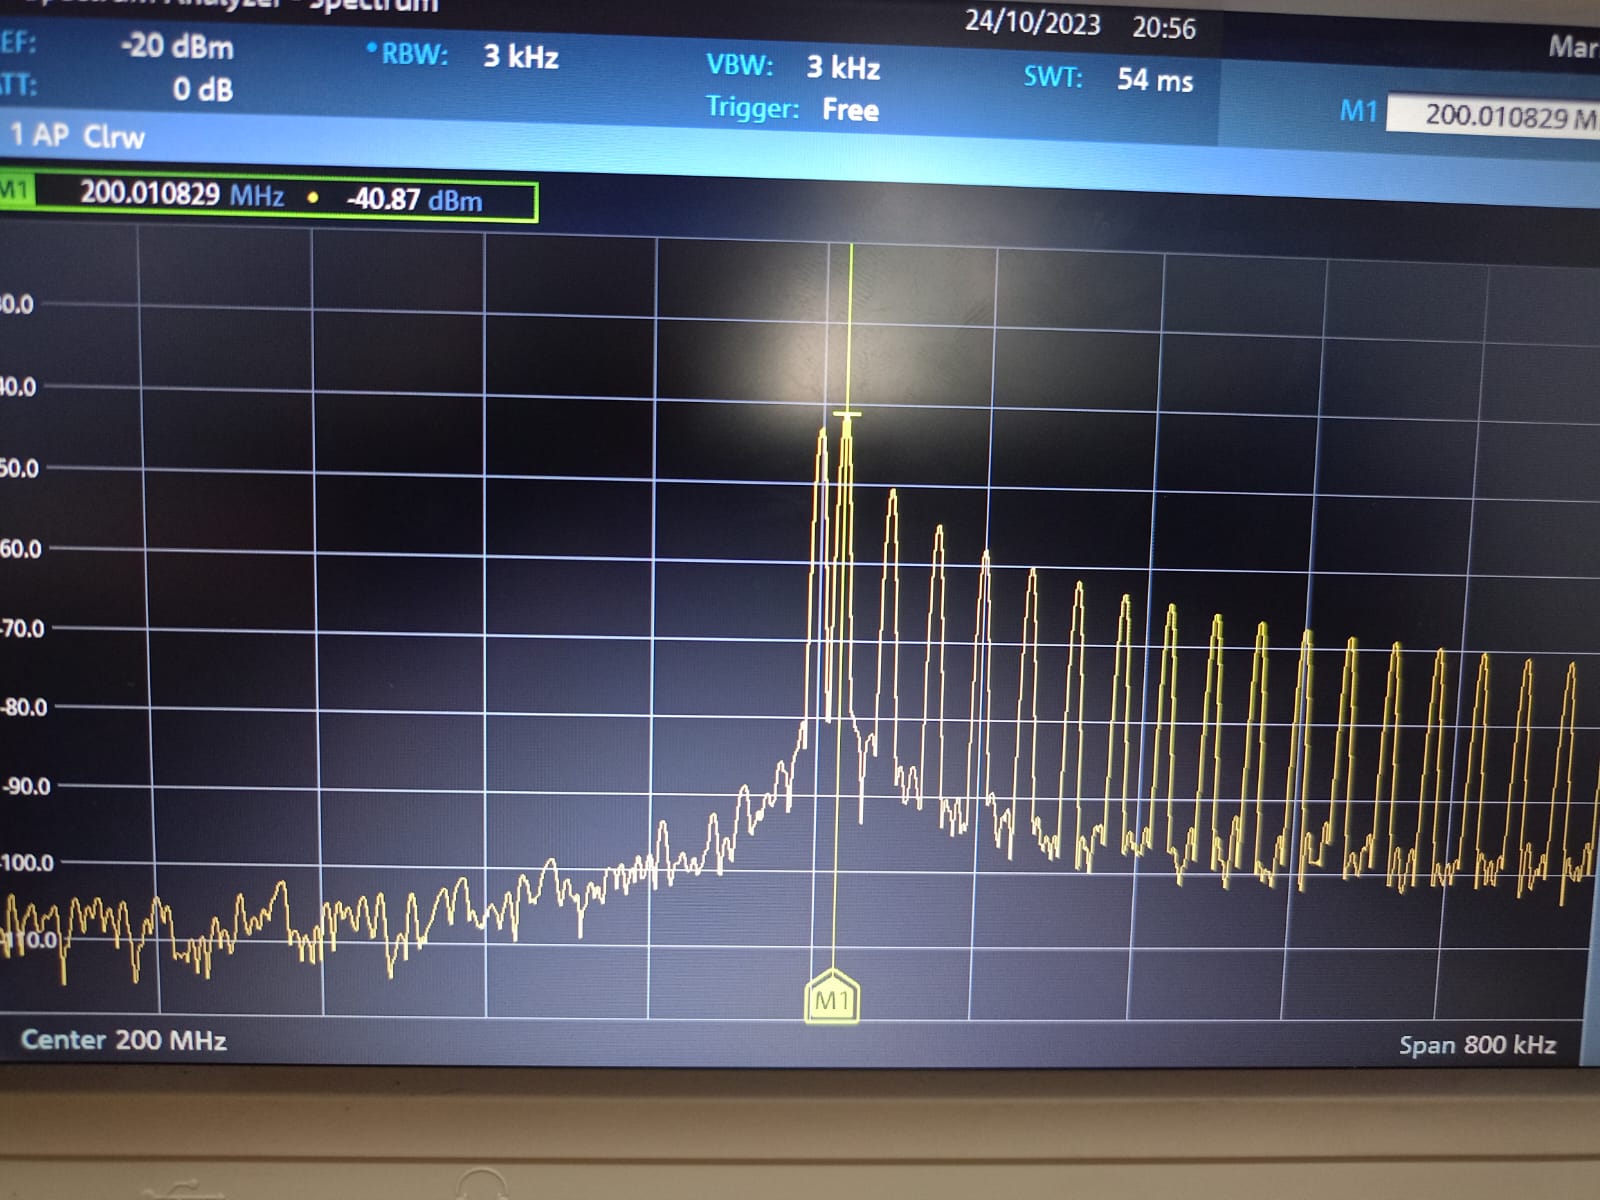 Spectrum Analyzer - Spectrum
24/10/2023 20:56
EF: -20 dBm
•RBW: 3 kHz
VBW: 3 kHz
SWT: 54 ms
Mar
TT: 0 dB
Trigger: Free
M1 200.010829 M
1 AP Clrw
M1 200.010829 MHz • -40.87 dBm
30.0
40.0
50.0
60.0
-70.0
-80.0
-90.0
-100.0
-110.0
M1
Center 200 MHz
Span 800 kHz